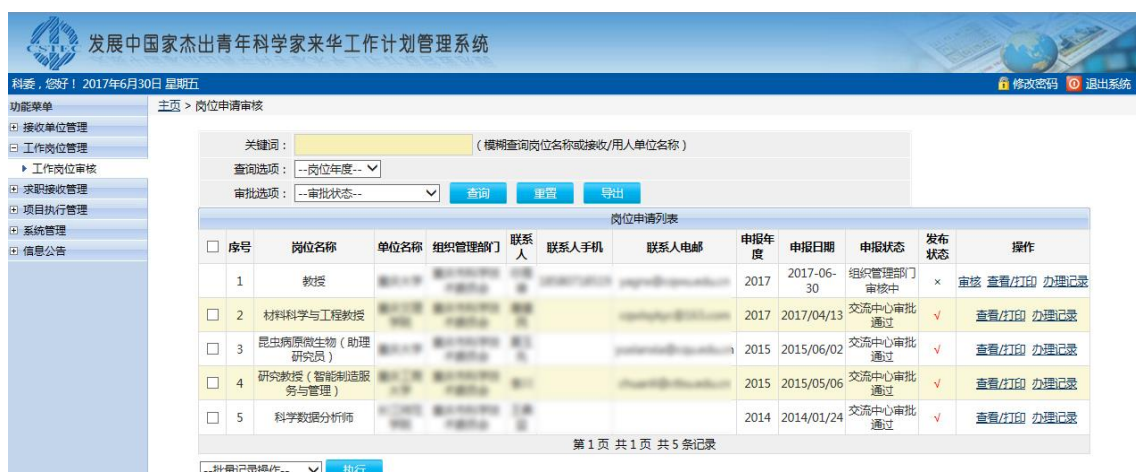 CSTEC 发展中国家杰出青年科学家来华工作计划管理系统
科委，您好！ 2017年6月30日 星期五 修改密码 退出系统
功能菜单 主页 > 岗位申请审核
接收单位管理
工作岗位管理
工作岗位审核
求职接收管理
项目执行管理
系统管理
信息公告
关键词： （模糊查询岗位名称或接收/用人单位名称）
查询选项： --岗位年度--
审批选项： --审批状态-- 查询 重置 导出
岗位申请列表
序号 岗位名称 单位名称 组织管理部门 联系人 联系人手机 联系人电邮 申报年度 申报日期 申报状态 发布状态 操作
1 教授 2017 2017-06-30 组织管理部门审核中 × 审核 查看/打印 办理记录
2 材料科学与工程教授 2017 2017/04/13 交流中心审批通过 √ 查看/打印 办理记录
3 昆虫病原微生物（助理研究员） 2015 2015/06/02 交流中心审批通过 √ 查看/打印 办理记录
4 研究教授（智能制造服务与管理） 2015 2015/05/06 交流中心审批通过 √ 查看/打印 办理记录
5 科学数据分析师 2014 2014/01/24 交流中心审批通过 √ 查看/打印 办理记录
第1页 共1页 共5条记录
--批量记录操作-- 执行